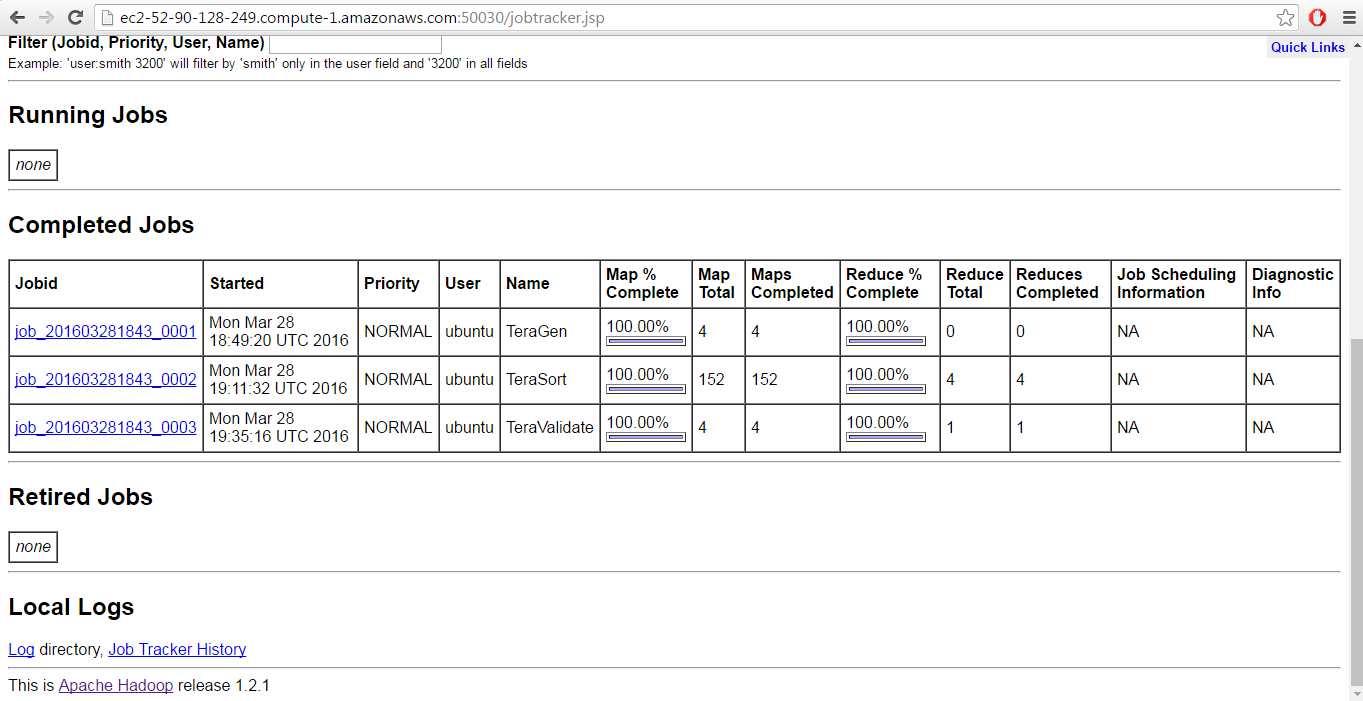 ec2-52-90-128-249.compute-1.amazonaws.com:50030/jobtracker.jsp
Filter (Jobid, Priority, User, Name)
Quick Links
Example: 'user:smith 3200' will filter by 'smith' only in the user field and '3200' in all fields
Running Jobs
none
Completed Jobs
Jobid Started Priority User Name Map % Complete Map Total Maps Completed Reduce % Complete Reduce Total Reduces Completed Job Scheduling Information Diagnostic Info
job_201603281843_0001 Mon Mar 28 18:49:20 UTC 2016 NORMAL ubuntu TeraGen 100.00% 4 4 100.00% 0 0 NA NA
job_201603281843_0002 Mon Mar 28 19:11:32 UTC 2016 NORMAL ubuntu TeraSort 100.00% 152 152 100.00% 4 4 NA NA
job_201603281843_0003 Mon Mar 28 19:35:16 UTC 2016 NORMAL ubuntu TeraValidate 100.00% 4 4 100.00% 1 1 NA NA
Retired Jobs
none
Local Logs
Log directory, Job Tracker History
This is Apache Hadoop release 1.2.1